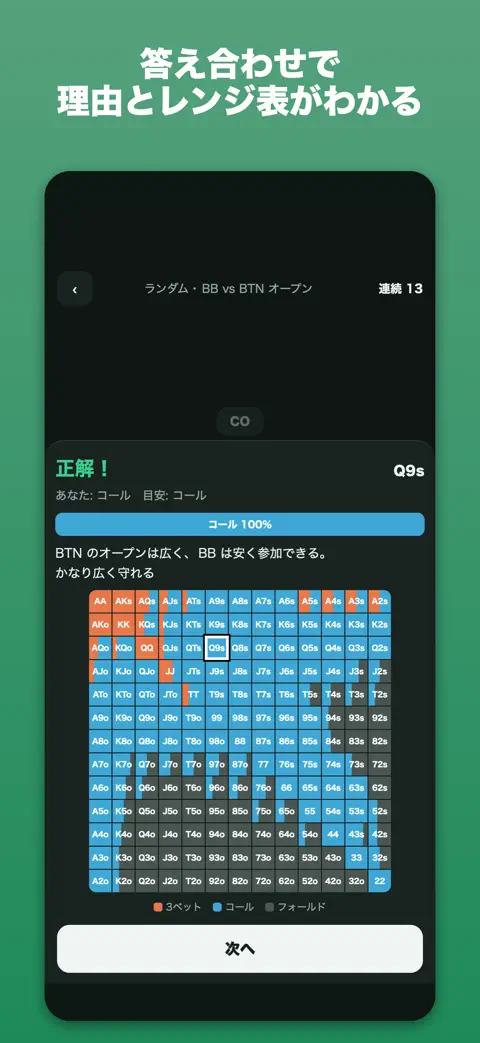 答え合わせで
理由とレンジ表がわかる
‹ ランダム・BB vs BTN オープン 連続 13
CO
正解！ Q9s
あなた: コール 目安: コール
コール 100%
BTN のオープンは広く、BB は安く参加できる。
かなり広く守れる
AA AKs AQs AJs ATs A9s A8s A7s A6s A5s A4s A3s A2s
AKo KK KQs KJs KTs K9s K8s K7s K6s K5s K4s K3s K2s
AQo KQo QQ QJs QTs Q9s Q8s Q7s Q6s Q5s Q4s Q3s Q2s
AJo KJo QJo JJ JTs J9s J8s J7s J6s J5s J4s J3s J2s
ATo KTo QTo JTo TT T9s T8s T7s T6s T5s T4s T3s T2s
A9o K9o Q9o J9o T9o 99 98s 97s 96s 95s 94s 93s 92s
A8o K8o Q8o J8o T8o 98o 88 87s 86s 85s 84s 83s 82s
A7o K7o Q7o J7o T7o 97o 87o 77 76s 75s 74s 73s 72s
A6o K6o Q6o J6o T6o 96o 86o 76o 66 65s 64s 63s 62s
A5o K5o Q5o J5o T5o 95o 85o 75o 65o 55 54s 53s 52s
A4o K4o Q4o J4o T4o 94o 84o 74o 64o 54o 44 43s 42s
A3o K3o Q3o J3o T3o 93o 83o 73o 63o 53o 43o 33 32s
A2o K2o Q2o J2o T2o 92o 82o 72o 62o 52o 42o 32o 22
3ベット コール フォールド
次へ